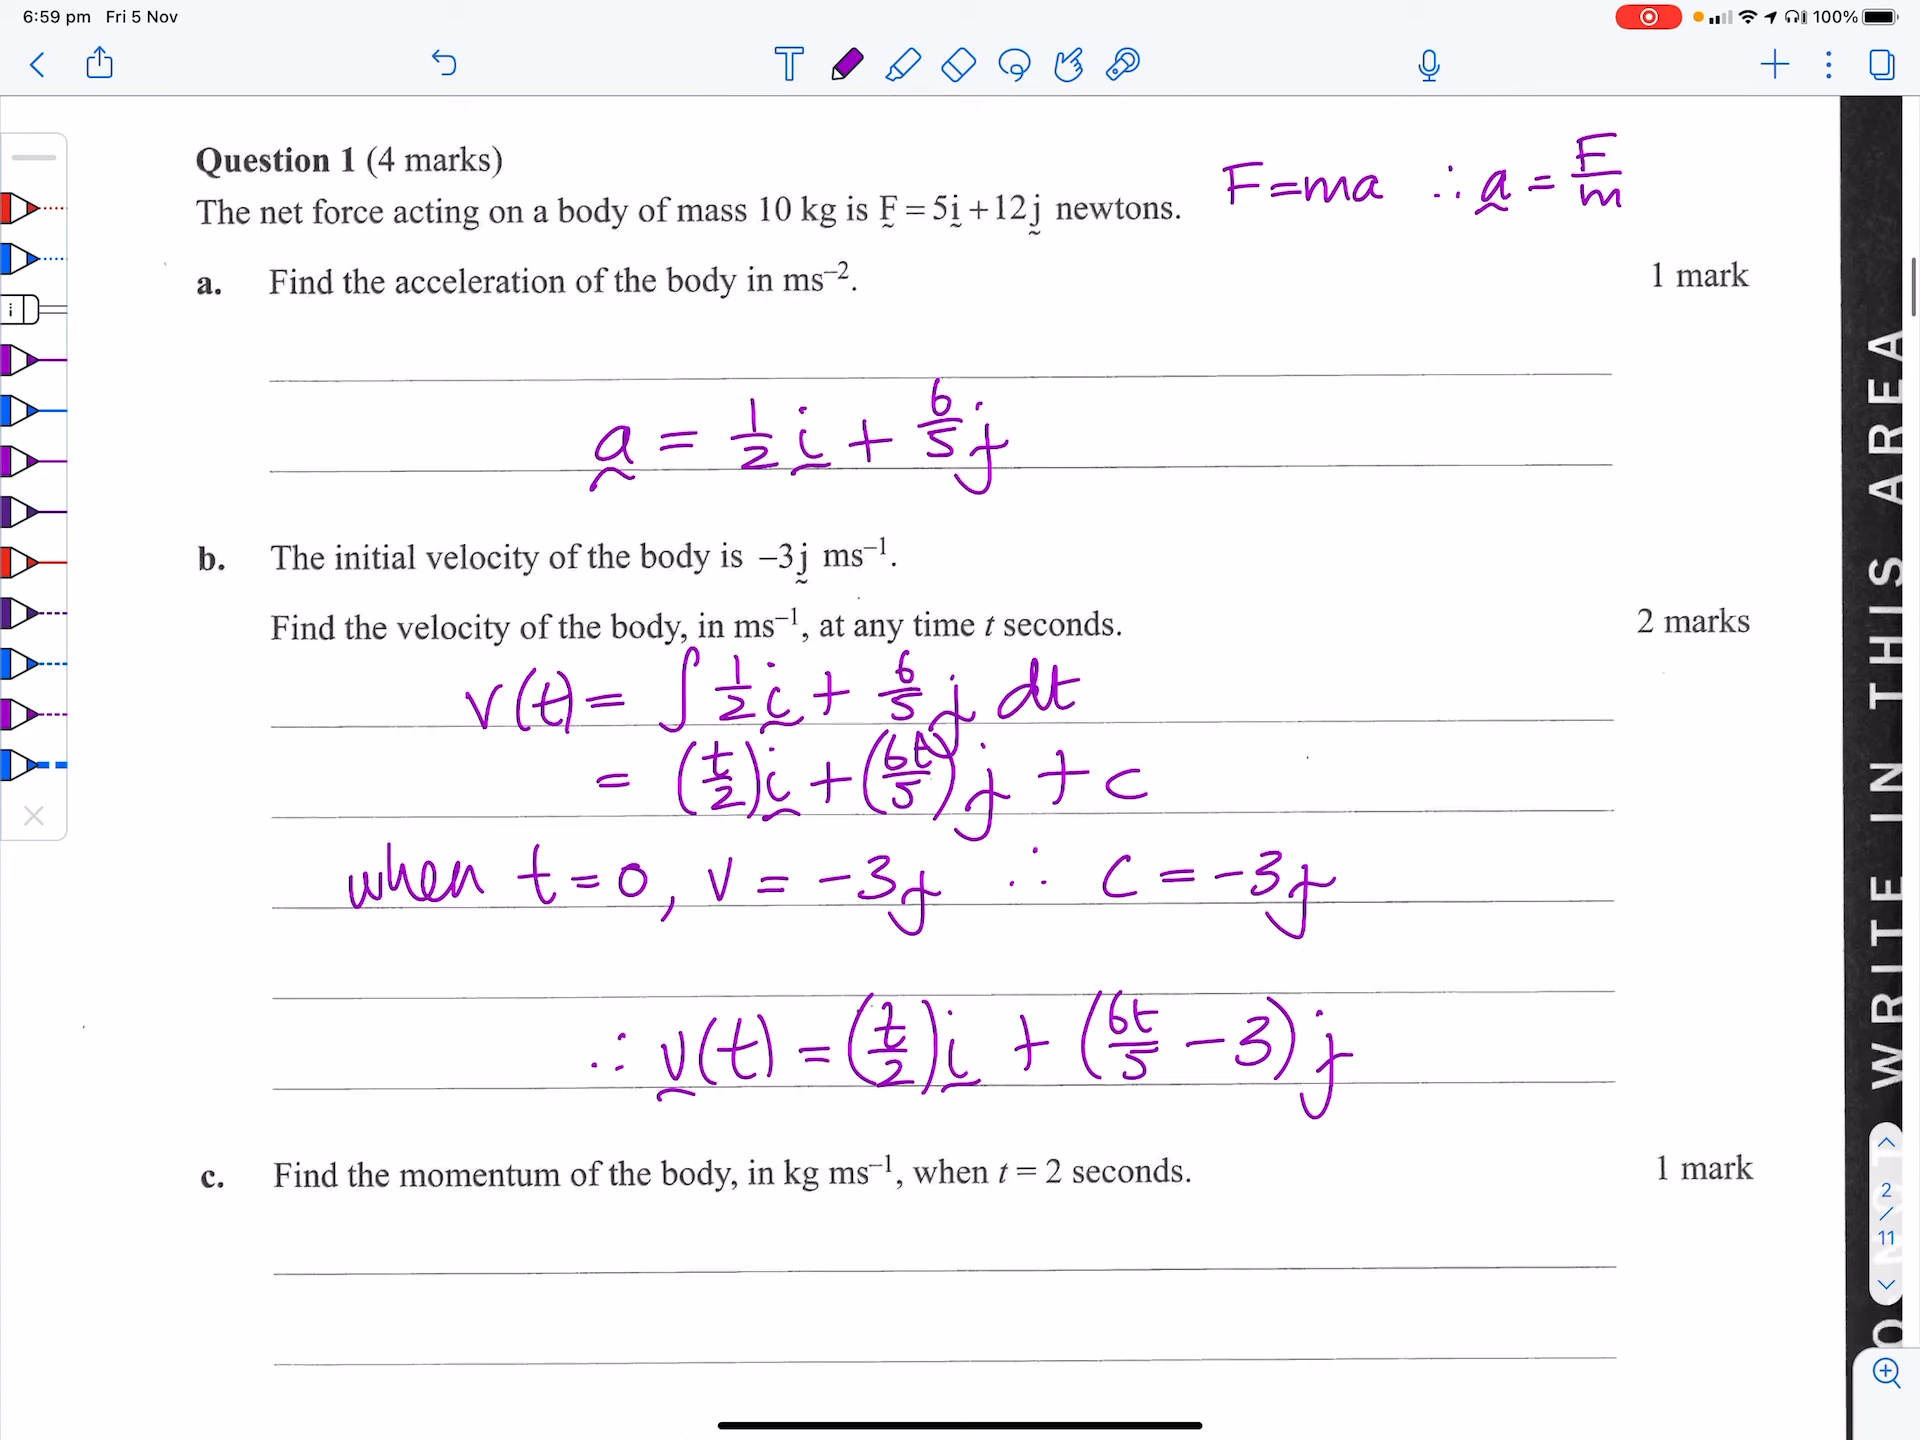 6:59 pm Fri 5 Nov
100%
Question 1 (4 marks)
F=ma ∴ a = F/m
The net force acting on a body of mass 10 kg is F = 5i + 12j newtons.
a. Find the acceleration of the body in ms⁻². 1 mark
a = 1/2 i + 6/5 j
b. The initial velocity of the body is –3j ms⁻¹.
Find the velocity of the body, in ms⁻¹, at any time t seconds. 2 marks
v(t) = ∫ 1/2 i + 6/5 j dt
= (t/2)i + (6t/5)j + c
when t=0, v = -3j ∴ c = -3j
∴ v(t) = (t/2)i + (6t/5 - 3)j
c. Find the momentum of the body, in kg ms⁻¹, when t = 2 seconds. 1 mark
WRITE IN THIS AREA
2
/
11